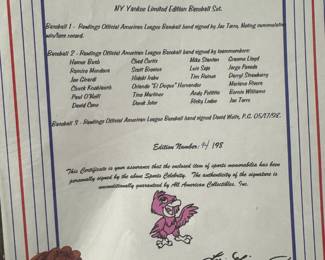 NY Yankee Limited Edition Baseball Set.
Baseball 1 - Rawlings Official American League Baseball hand signed by Joe Torre, Noting commulative
win/loss record.
Baseball 2 - Rawlings Official American League Baseball hand signed by teammembers:
Homer Bush Chad Curtis Mike Stanton Graeme Lloyd
Ramiro Mendoza Scott Brosius Luis Sojo Jorge Posada
Joe Girardi Hideki Irabu Tim Raines Darryl Strawberry
Chuck Knoblauch Orlando "El Duque" Hernandez Mariano Rivera
Paul O'Neill Tino Martinez Andy Pettitte Bernie Williams
David Cone Derek Jeter Ricky Ledee Joe Torre
Baseball 3 - Rawlings Official American League Baseball hand signed David Wells, P.G. 05/17/98.
Edition Number: /198
This Certificate is your assurance that the enclosed item of sports memorabilia has been
personally signed by the above Sports Celebrity. The authenticity of the signature is
unconditionally guaranteed by All American Collectibles, Inc.